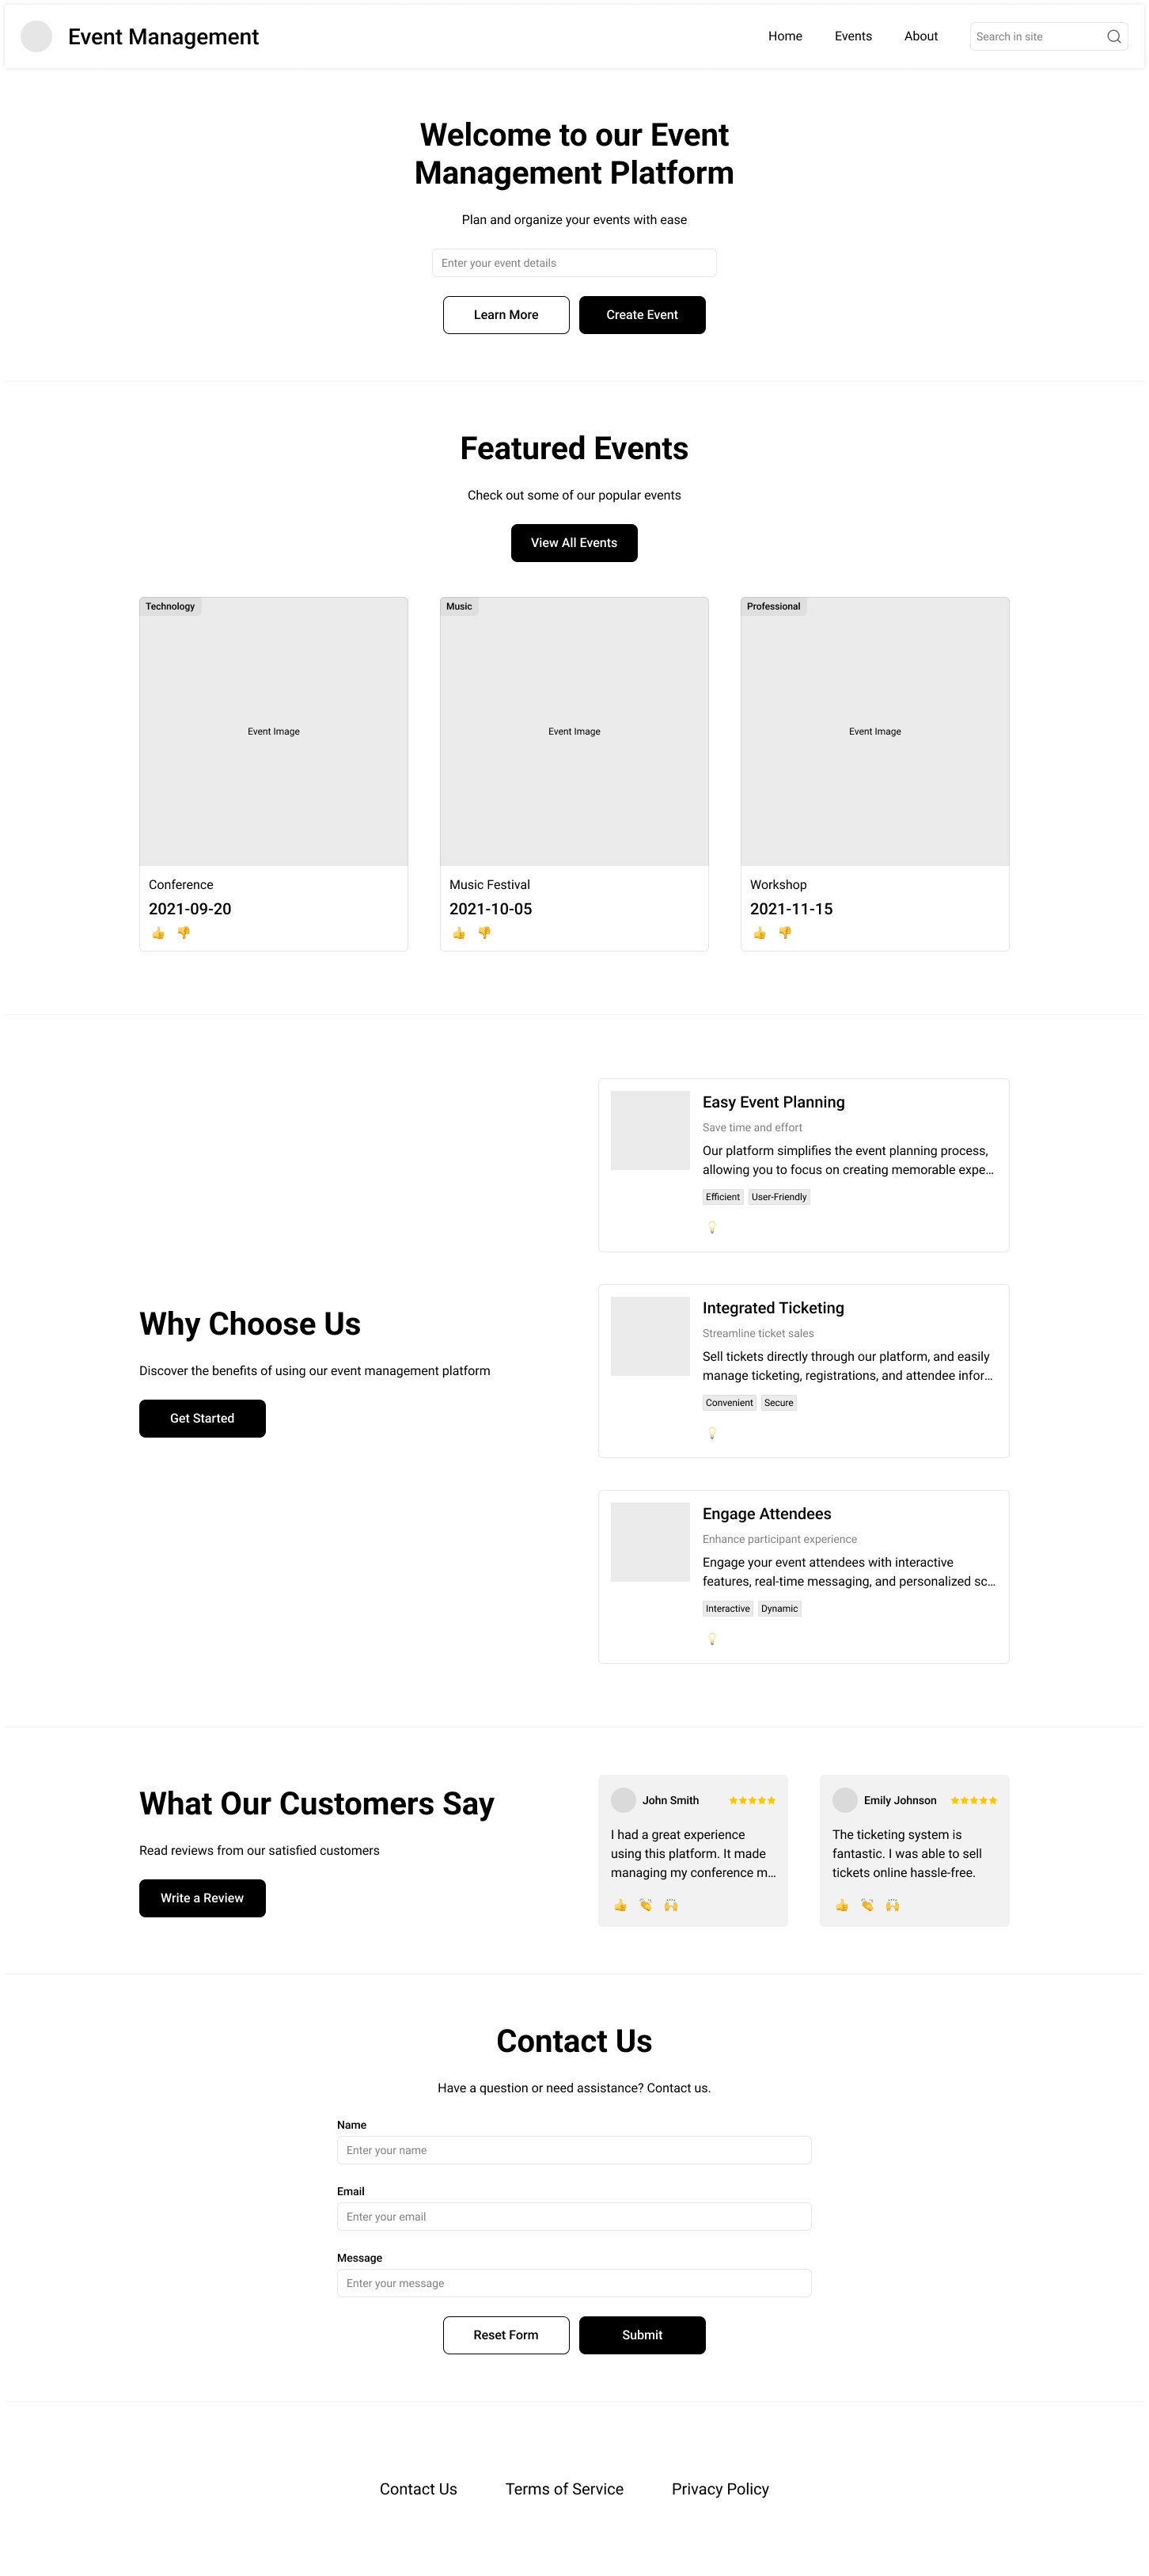 Event Management
Home
Events
About
Search in site
Welcome to our Event
Management Platform
Plan and organize your events with ease
Enter your event details
Learn More
Create Event
Featured Events
Check out some of our popular events
View All Events
Technology
Event Image
Conference
2021-09-20
Music
Event Image
Music Festival
2021-10-05
Professional
Event Image
Workshop
2021-11-15
Why Choose Us
Discover the benefits of using our event management platform
Get Started
Easy Event Planning
Save time and effort
Our platform simplifies the event planning process,
allowing you to focus on creating memorable expe…
Efficient
User-Friendly
Integrated Ticketing
Streamline ticket sales
Sell tickets directly through our platform, and easily
manage ticketing, registrations, and attendee infor…
Convenient
Secure
Engage Attendees
Enhance participant experience
Engage your event attendees with interactive
features, real-time messaging, and personalized sc…
Interactive
Dynamic
What Our Customers Say
Read reviews from our satisfied customers
Write a Review
John Smith
I had a great experience
using this platform. It made
managing my conference m…
Emily Johnson
The ticketing system is
fantastic. I was able to sell
tickets online hassle-free.
Contact Us
Have a question or need assistance? Contact us.
Name
Enter your name
Email
Enter your email
Message
Enter your message
Reset Form
Submit
Contact Us
Terms of Service
Privacy Policy